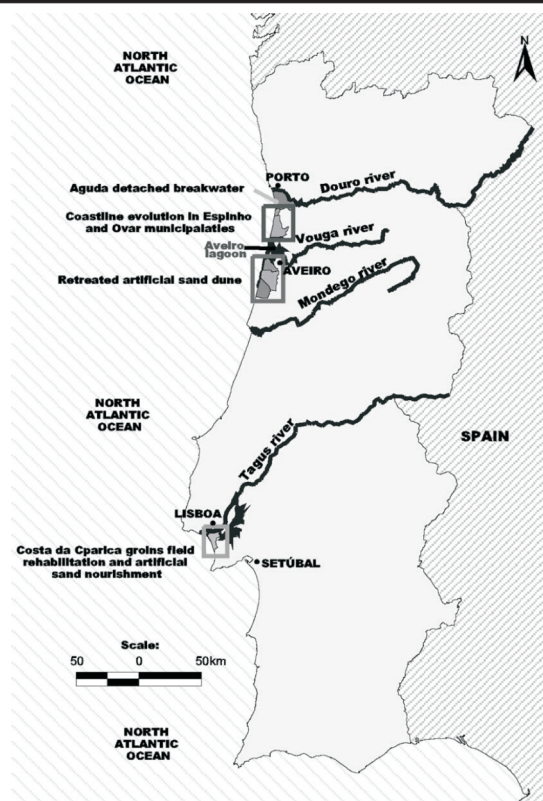 NORTH
ATLANTIC
OCEAN
N
PORTO
Douro river
Aguda detached breakwater
Coastline evolution in Espinho
and Ovar municipalaties
Vouga river
Aveiro
lagoon
AVEIRO
Retreated artificial sand dune
Mondego river
NORTH
ATLANTIC
OCEAN
SPAIN
Tagus river
LISBOA
Costa da Cparica groins field
rehabilitation and artificial
sand nourishment
SETÚBAL
Scale:
50 0 50km
NORTH
ATLANTIC
OCEAN